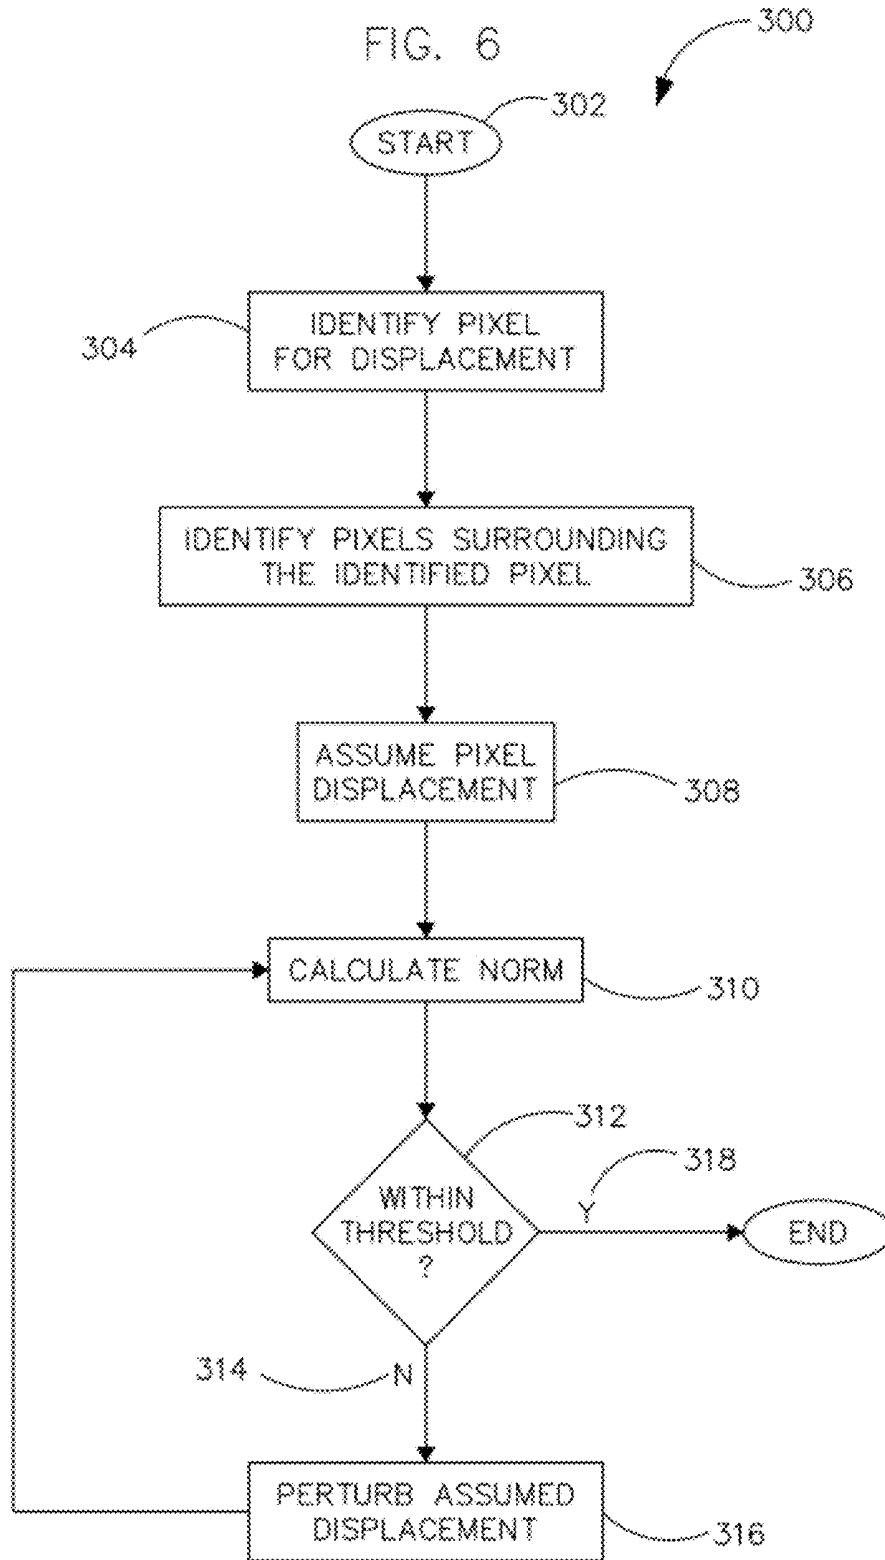 FIG. 6
300
302
START
304
IDENTIFY PIXEL
FOR DISPLACEMENT
IDENTIFY PIXELS SURROUNDING
THE IDENTIFIED PIXEL
306
ASSUME PIXEL
DISPLACEMENT
308
CALCULATE NORM
310
312
318
WITHIN
THRESHOLD
?
Y
END
314
N
PERTURB ASSUMED
DISPLACEMENT
316